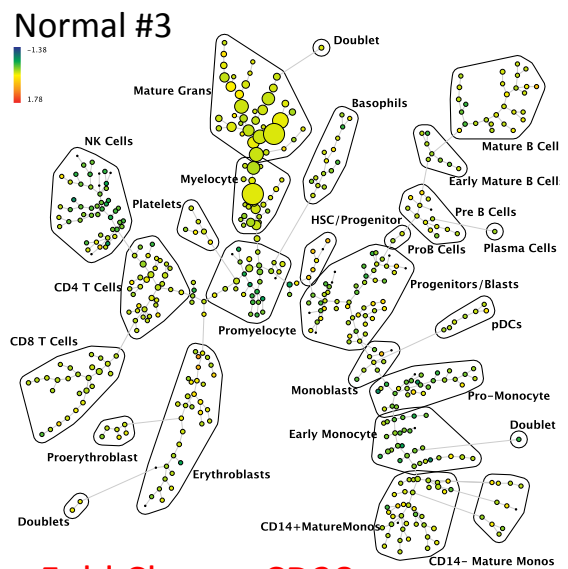 Normal #3
-1.38
1.78
Doublet
Mature Grans
Basophils
NK Cells
Mature B Cell
Myelocyte
Early Mature B Cell
Platelets
HSC/Progenitor
Pre B Cells
ProB Cells
Plasma Cells
CD4 T Cells
Progenitors/Blasts
Promyelocyte
pDCs
CD8 T Cells
Monoblasts
Pro-Monocyte
Doublet
Early Monocyte
Proerythroblast
Erythroblasts
Doublets
CD14+MatureMonos
CD14- Mature Monos